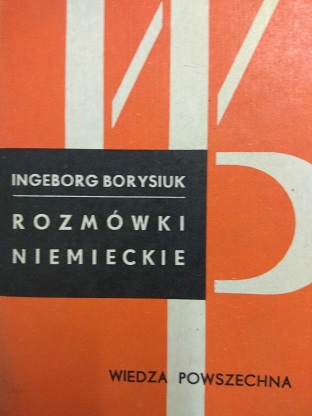 INGEBORG BORYSIUK
ROZMÓWKI
NIEMIECKIE
WIEDZA POWSZECHNA